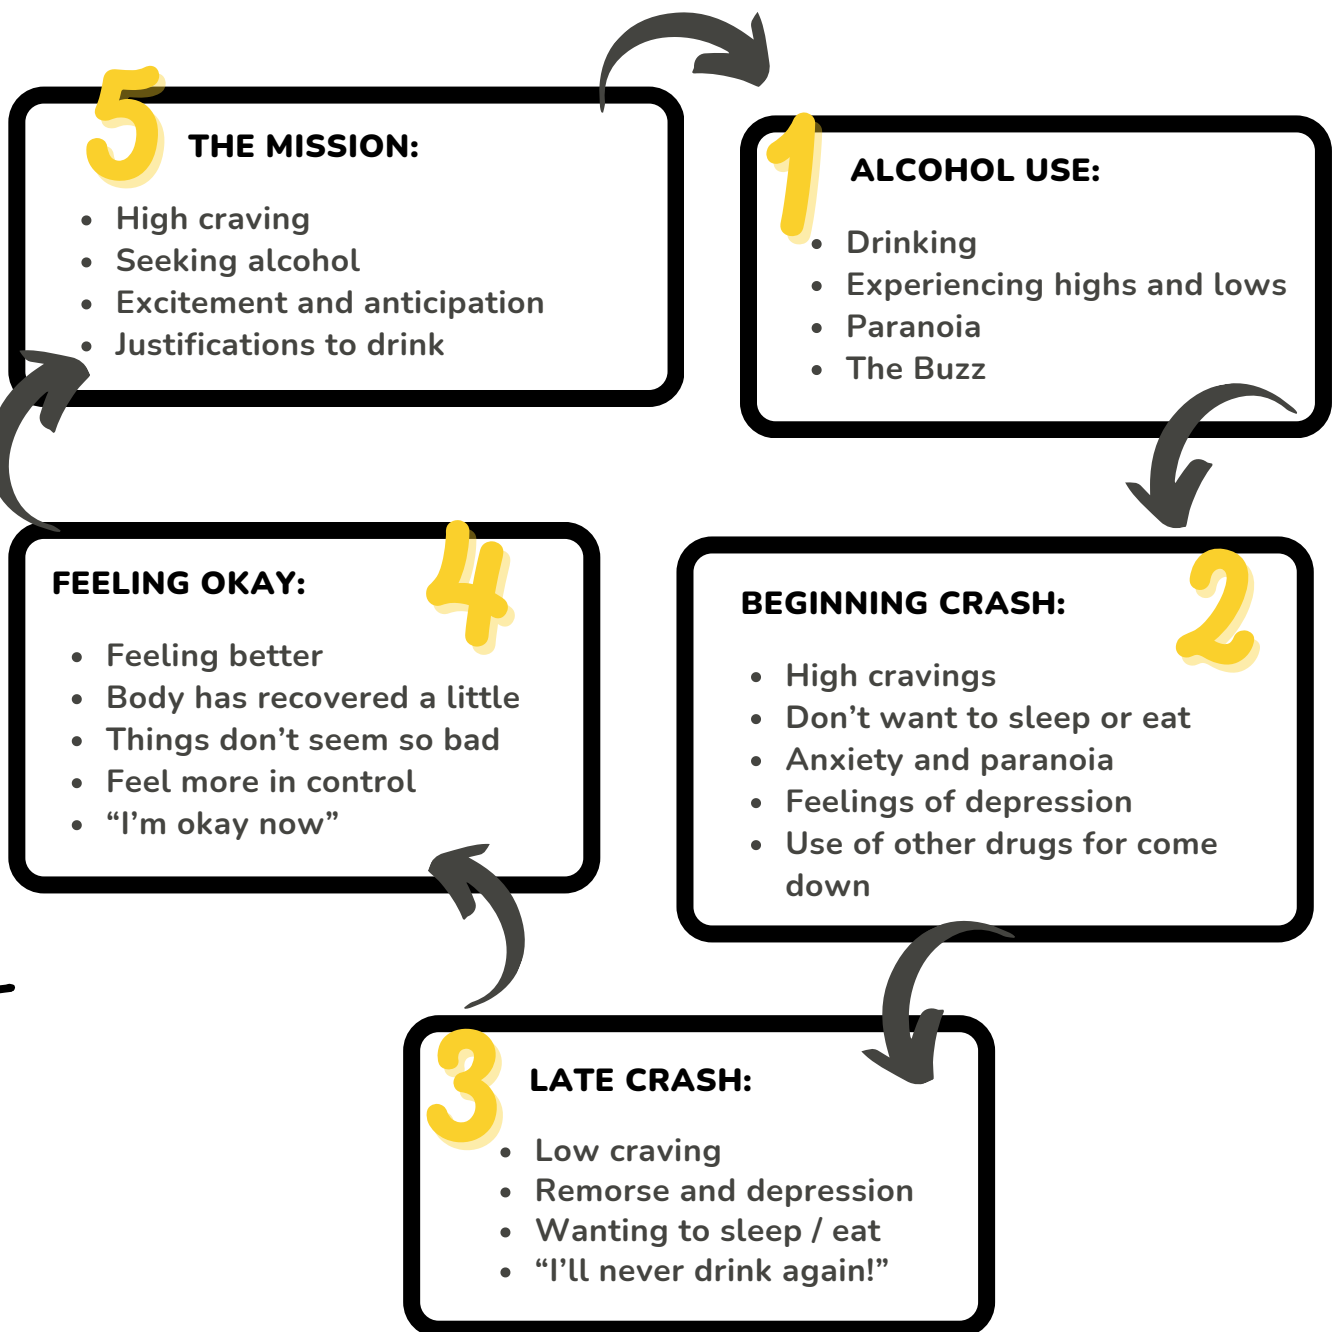 1
ALCOHOL USE:
• Drinking
• Experiencing highs and lows
• Paranoia
• The Buzz
2
BEGINNING CRASH:
• High cravings
• Don’t want to sleep or eat
• Anxiety and paranoia
• Feelings of depression
• Use of other drugs for come
down
3
LATE CRASH:
• Low craving
• Remorse and depression
• Wanting to sleep / eat
• “I’ll never drink again!”
4
FEELING OKAY:
• Feeling better
• Body has recovered a little
• Things don’t seem so bad
• Feel more in control
• “I’m okay now”
5
THE MISSION:
• High craving
• Seeking alcohol
• Excitement and anticipation
• Justifications to drink